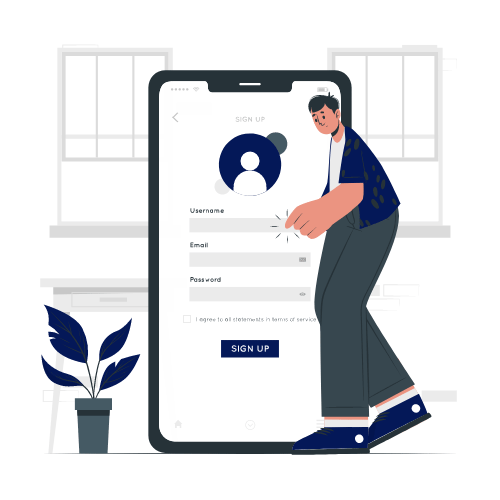 SIGN UP
Username
Email
Password
I agree to all statements in terms of service
SIGN UP